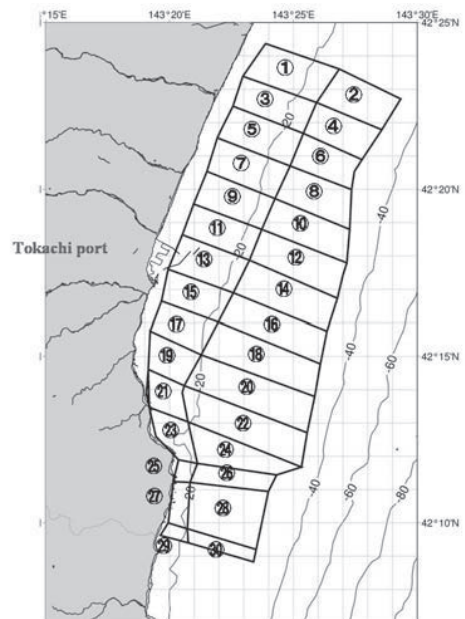 °15'E 143°20'E 143°25'E 143°30'E
42°25'N
① ②
-20
③ ④
⑤ ⑥
⑦ ⑧ 42°20'N
-40
⑨ ⑩
⑪ ⑫
Tokachi port -20
⑬ ⑭
⑮ ⑯
⑰ ⑱
42°15'N
-40
⑲ ⑳
-60
-20
㉑ ㉒
㉓ ㉔
㉕ ㉖
㉗ ㉘
20 -40 -80
42°10'N
㉙ ㉚